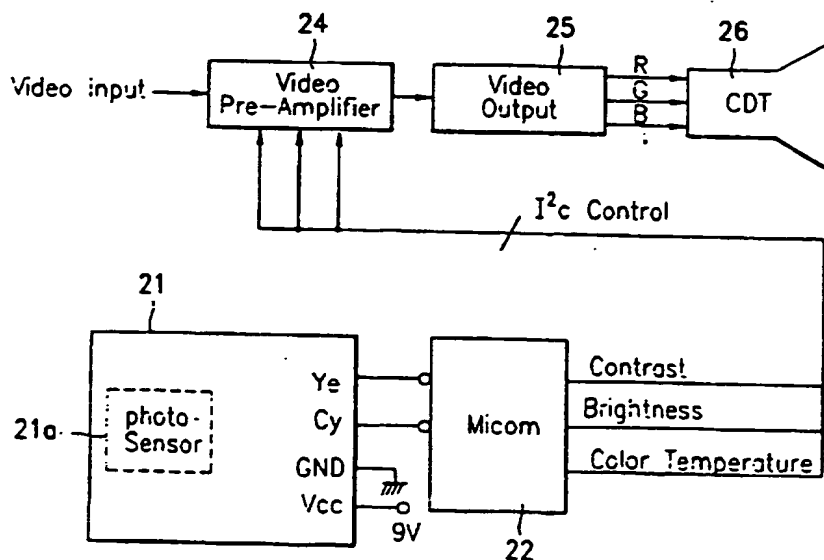 24
25
26
Video input
Video
Pre-Amplifier
Video
Output
R
G
B
CDT
I²c Control
21
21a
photo-
Sensor
Ye
Cy
GND
Vcc
9V
Micom
22
Contrast
Brightness
Color Temperature